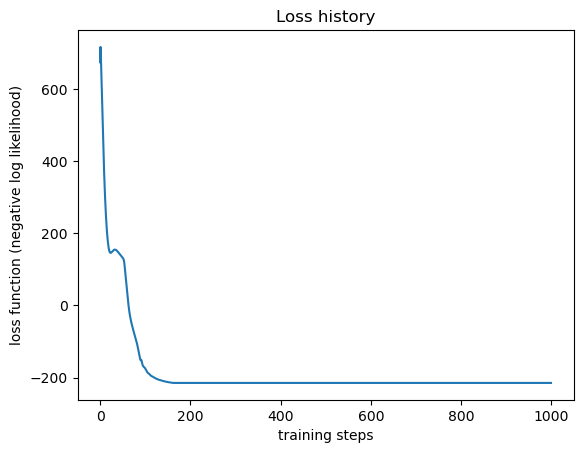 Loss history
loss function (negative log likelihood)
600
400
200
0
−200
0 200 400 600 800 1000
training steps